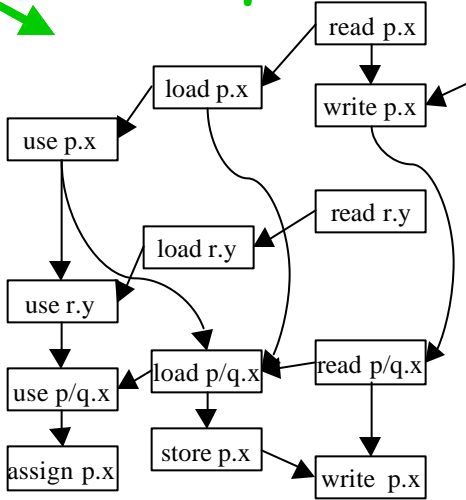 read p.x
load p.x
write p.x
use p.x
read r.y
load r.y
use r.y
load p/q.x
read p/q.x
use p/q.x
store p.x
assign p.x
write p.x